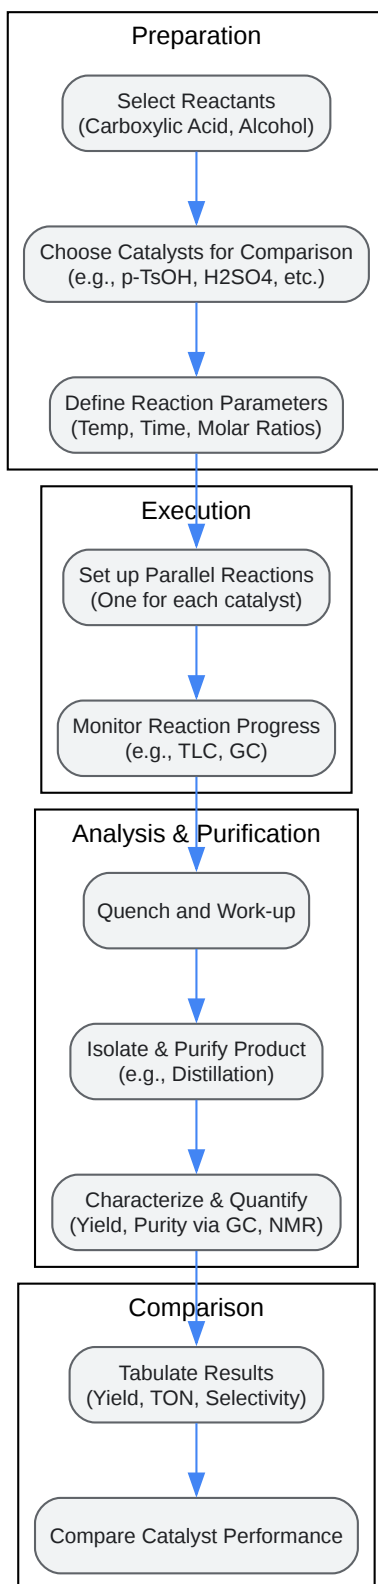 Preparation
Select Reactants
(Carboxylic Acid, Alcohol)
Choose Catalysts for Comparison
(e.g., p-TsOH, H2SO4, etc.)
Define Reaction Parameters
(Temp, Time, Molar Ratios)
Execution
Set up Parallel Reactions
(One for each catalyst)
Monitor Reaction Progress
(e.g., TLC, GC)
Analysis & Purification
Quench and Work-up
Isolate & Purify Product
(e.g., Distillation)
Characterize & Quantify
(Yield, Purity via GC, NMR)
Comparison
Tabulate Results
(Yield, TON, Selectivity)
Compare Catalyst Performance